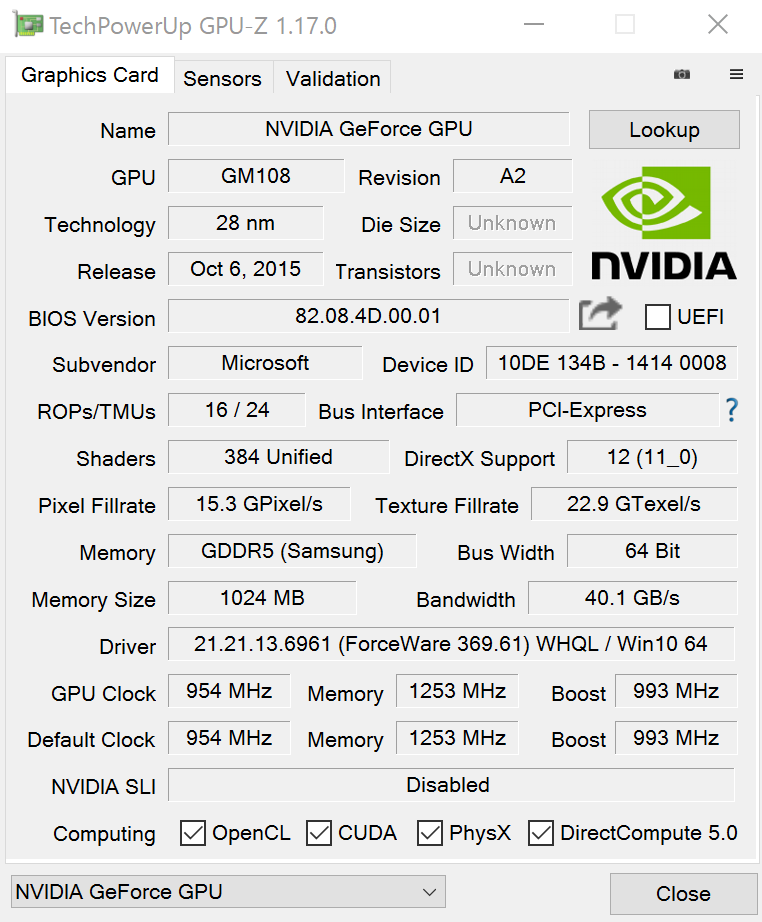 TechPowerUp GPU-Z 1.17.0
Graphics Card Sensors Validation
Name NVIDIA GeForce GPU Lookup
GPU GM108 Revision A2
Technology 28 nm Die Size Unknown
Release Oct 6, 2015 Transistors Unknown
NVIDIA
BIOS Version 82.08.4D.00.01 UEFI
Subvendor Microsoft Device ID 10DE 134B - 1414 0008
ROPs/TMUs 16 / 24 Bus Interface PCI-Express ?
Shaders 384 Unified DirectX Support 12 (11_0)
Pixel Fillrate 15.3 GPixel/s Texture Fillrate 22.9 GTexel/s
Memory GDDR5 (Samsung) Bus Width 64 Bit
Memory Size 1024 MB Bandwidth 40.1 GB/s
Driver 21.21.13.6961 (ForceWare 369.61) WHQL / Win10 64
GPU Clock 954 MHz Memory 1253 MHz Boost 993 MHz
Default Clock 954 MHz Memory 1253 MHz Boost 993 MHz
NVIDIA SLI Disabled
Computing OpenCL CUDA PhysX DirectCompute 5.0
NVIDIA GeForce GPU Close